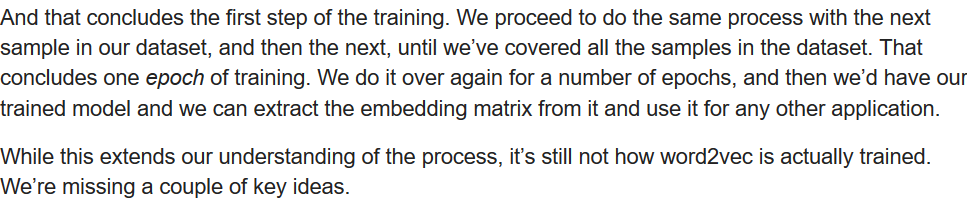 And that concludes the first step of the training. We proceed to do the same process with the next
sample in our dataset, and then the next, until we’ve covered all the samples in the dataset. That
concludes one epoch of training. We do it over again for a number of epochs, and then we’d have our
trained model and we can extract the embedding matrix from it and use it for any other application.
While this extends our understanding of the process, it’s still not how word2vec is actually trained.
We’re missing a couple of key ideas.